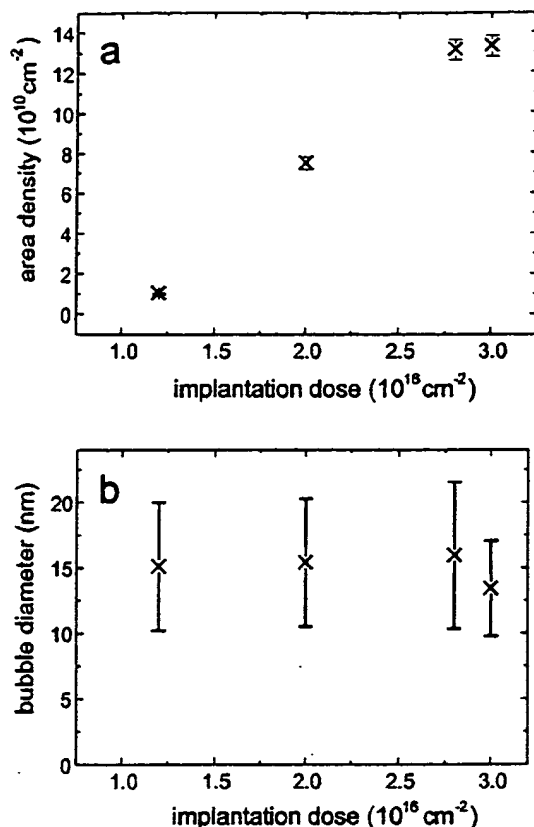 a
area density (10¹⁰cm⁻²)
14
12
10
8
6
4
2
0
1.0 1.5 2.0 2.5 3.0
implantation dose (10¹⁶cm⁻²)
b
bubble diameter (nm)
20
15
10
5
0
1.0 1.5 2.0 2.5 3.0
implantation dose (10¹⁶cm⁻²)